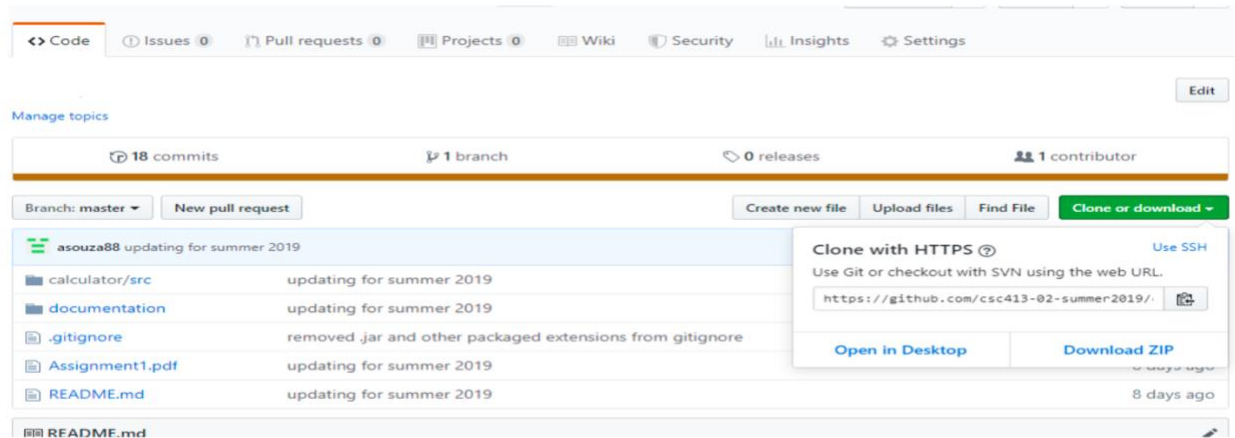 <> Code Issues 0 Pull requests 0 Projects 0 Wiki Security Insights Settings
Edit
Manage topics
18 commits 1 branch 0 releases 1 contributor
Branch: master New pull request Create new file Upload files Find File Clone or download
asouza88 updating for summer 2019
Clone with HTTPS Use SSH
Use Git or checkout with SVN using the web URL.
https://github.com/csc413-02-summer2019/
Open in Desktop Download ZIP
calculator/src updating for summer 2019
documentation updating for summer 2019
.gitignore removed .jar and other packaged extensions from gitignore
Assignment1.pdf updating for summer 2019 days ago
README.md updating for summer 2019 8 days ago
README.md